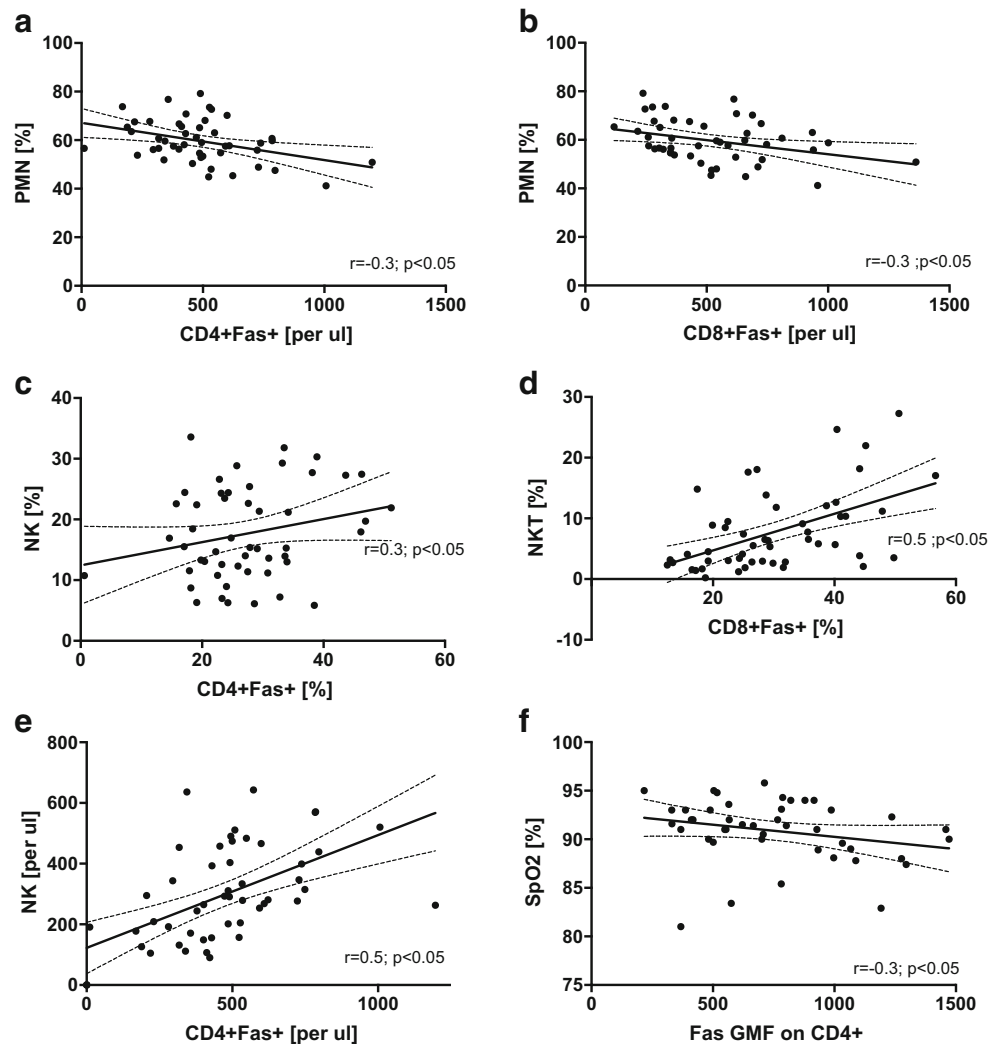 a
100
80
60
40
20
0
PMN [%]
r=-0.3; p<0.05
0 500 1000 1500
CD4+Fas+ [per ul]
b
100
80
60
40
20
0
PMN [%]
r=-0.3 ;p<0.05
0 500 1000 1500
CD8+Fas+ [per ul]
c
40
30
20
10
0
NK [%]
r=0.3; p<0.05
0 20 40 60
CD4+Fas+ [%]
d
30
20
10
0
-10
NKT [%]
r=0.5 ;p<0.05
20 40 60
CD8+Fas+ [%]
e
800
600
400
200
0
NK [per ul]
r=0.5; p<0.05
0 500 1000
CD4+Fas+ [per ul]
f
100
95
90
85
80
75
SpO2 [%]
r=-0.3; p<0.05
0 500 1000 1500
Fas GMF on CD4+